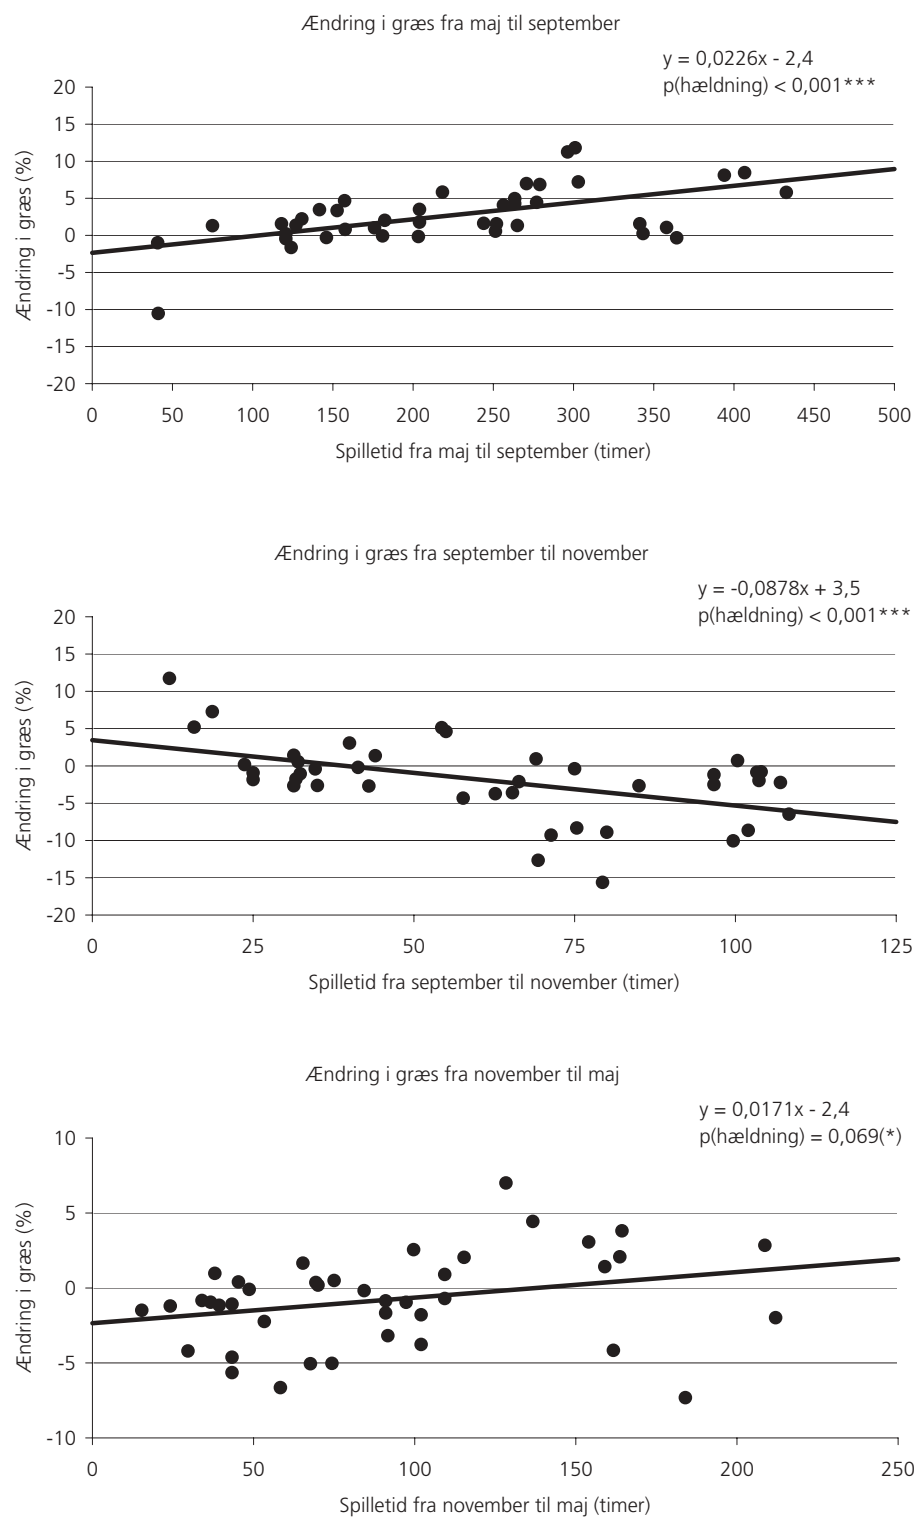 Ændring i græs fra maj til september
y = 0,0226x - 2,4
p(hældning) < 0,001***
Ændring i græs (%)
20
15
10
5
0
-5
-10
-15
-20
0 50 100 150 200 250 300 350 400 450 500
Spilletid fra maj til september (timer)
Ændring i græs fra september til november
y = -0,0878x + 3,5
p(hældning) < 0,001***
Ændring i græs (%)
20
15
10
5
0
-5
-10
-15
-20
0 25 50 75 100 125
Spilletid fra september til november (timer)
Ændring i græs fra november til maj
y = 0,0171x - 2,4
p(hældning) = 0,069(*)
Ændring i græs (%)
10
5
0
-5
-10
0 50 100 150 200 250
Spilletid fra november til maj (timer)